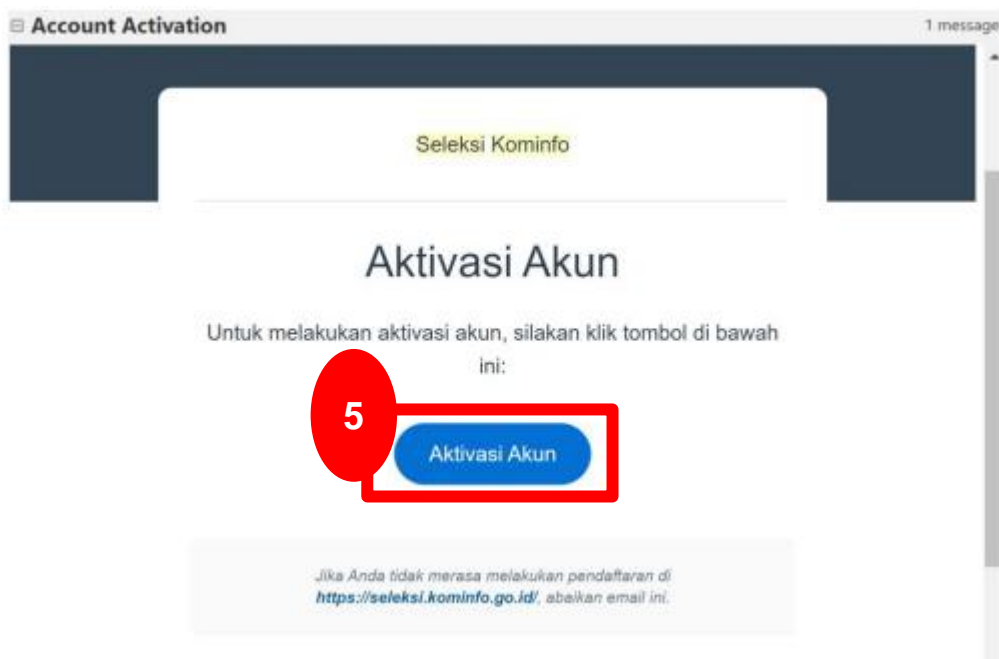 Account Activation
1 message
Seleksi Kominfo
Aktivasi Akun
Untuk melakukan aktivasi akun, silakan klik tombol di bawah
ini:
5
Aktivasi Akun
Jika Anda tidak merasa melakukan pendaftaran di
https://seleksi.kominfo.go.id/, abaikan email ini.